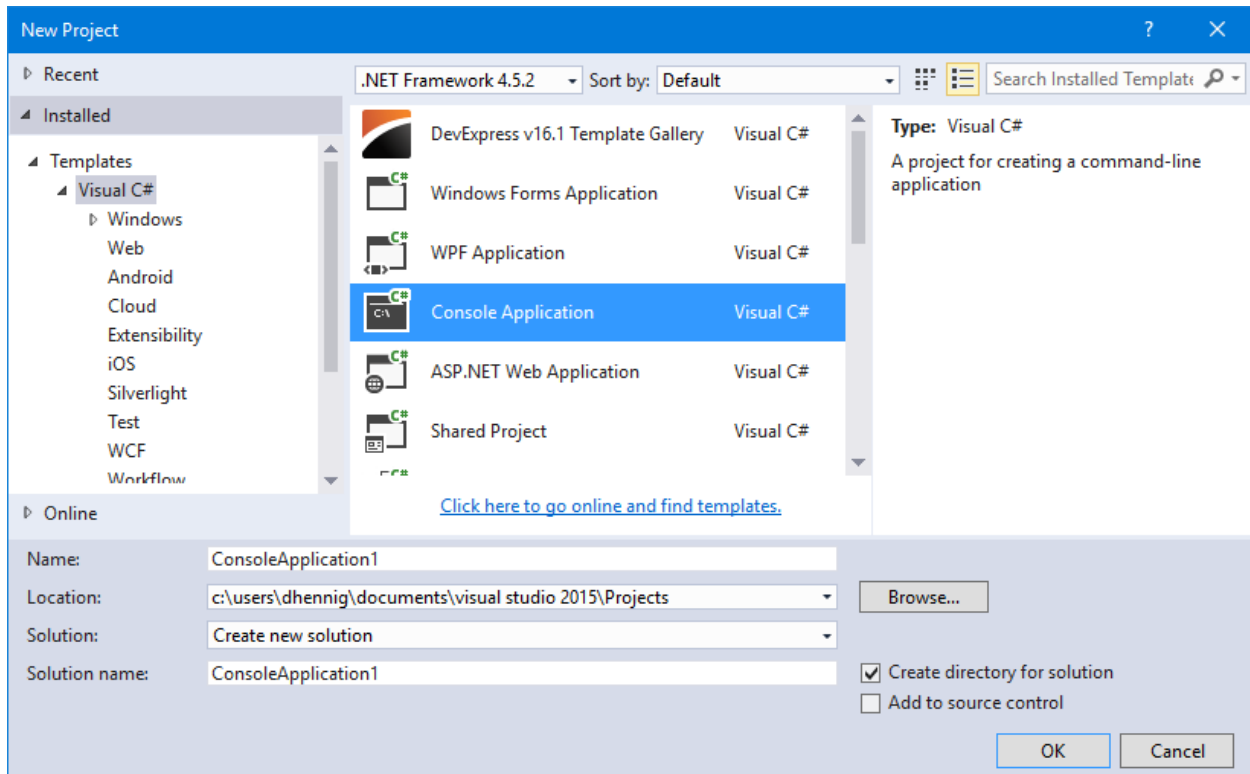 New Project
?
Recent
.NET Framework 4.5.2
Sort by: Default
Search Installed Templat
Installed
Templates
Visual C#
Windows
Web
Android
Cloud
Extensibility
iOS
Silverlight
Test
WCF
Workflow
Online
DevExpress v16.1 Template Gallery Visual C#
C#
Windows Forms Application Visual C#
C#
WPF Application Visual C#
C#
C:\
Console Application Visual C#
C#
ASP.NET Web Application Visual C#
C#
Shared Project Visual C#
C#
Click here to go online and find templates.
Type: Visual C#
A project for creating a command-line
application
Name: ConsoleApplication1
Location: c:\users\dhennig\documents\visual studio 2015\Projects
Browse...
Solution: Create new solution
Solution name: ConsoleApplication1
Create directory for solution
Add to source control
OK
Cancel